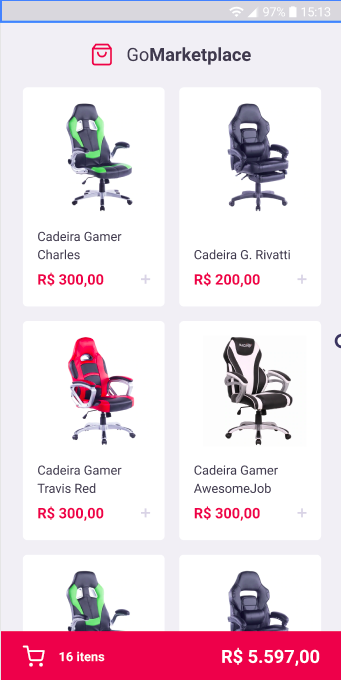 97% 15:13
GoMarketplace
Cadeira Gamer
Charles
R$ 300,00 +
Cadeira G. Rivatti
R$ 200,00 +
Cadeira Gamer
Travis Red
R$ 300,00 +
Cadeira Gamer
AwesomeJob
R$ 300,00 +
16 itens
R$ 5.597,00